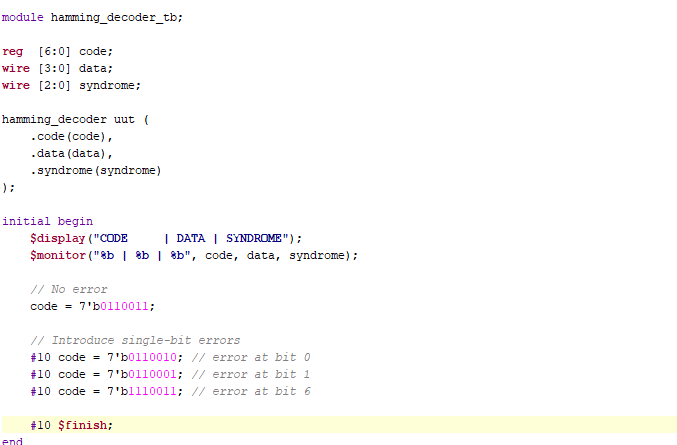 module hamming_decoder_tb;
reg  [6:0] code;
wire [3:0] data;
wire [2:0] syndrome;
hamming_decoder uut (
    .code(code),
    .data(data),
    .syndrome(syndrome)
);
initial begin
    $display("CODE     | DATA | SYNDROME");
    $monitor("%b | %b | %b", code, data, syndrome);
    // No error
    code = 7'b0110011;
    // Introduce single-bit errors
    #10 code = 7'b0110010; // error at bit 0
    #10 code = 7'b0110001; // error at bit 1
    #10 code = 7'b1110011; // error at bit 6
    #10 $finish;
end